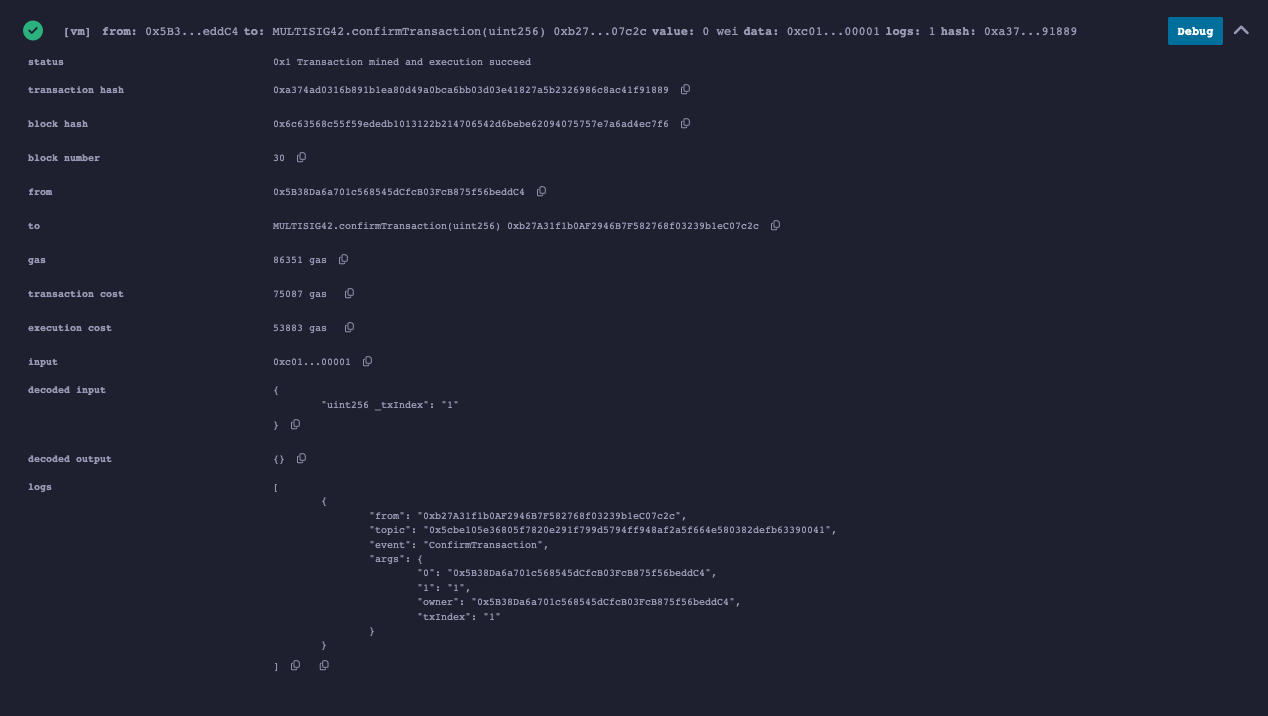 [vm] from: 0x5B3...eddC4 to: MULTISIG42.confirmTransaction(uint256) 0xb27...07c2c value: 0 wei data: 0xc01...00001 logs: 1 hash: 0xa37...91889 Debug
status 0x1 Transaction mined and execution succeed
transaction hash 0xa374ad0316b891b1ea80d49a0bca6bb03d03e41827a5b2326986c8ac41f91889
block hash 0x6c63568c55f59ededb1013122b214706542d6bebe62094075757e7a6ad4ec7f6
block number 30
from 0x5B38Da6a701c568545dCfcB03FcB875f56beddC4
to MULTISIG42.confirmTransaction(uint256) 0xb27A31f1b0AF2946B7F582768f03239b1eC07c2c
gas 86351 gas
transaction cost 75087 gas
execution cost 53883 gas
input 0xc01...00001
decoded input {
"uint256 _txIndex": "1"
}
decoded output {}
logs [
{
"from": "0xb27A31f1b0AF2946B7F582768f03239b1eC07c2c",
"topic": "0x5cbe105e36805f7820e291f799d5794ff948af2a5f664e580382defb63390041",
"event": "ConfirmTransaction",
"args": {
"0": "0x5B38Da6a701c568545dCfcB03FcB875f56beddC4",
"1": "1",
"owner": "0x5B38Da6a701c568545dCfcB03FcB875f56beddC4",
"txIndex": "1"
}
}
]